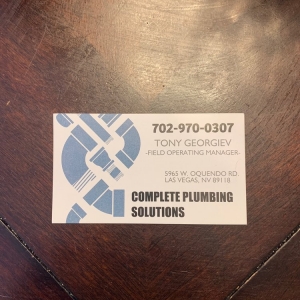 702-970-0307
TONY GEORGIEV
-FIELD OPERATING MANAGER-
5965 W. OQUENDO RD.
LAS VEGAS, NV 89118
COMPLETE PLUMBING
SOLUTIONS